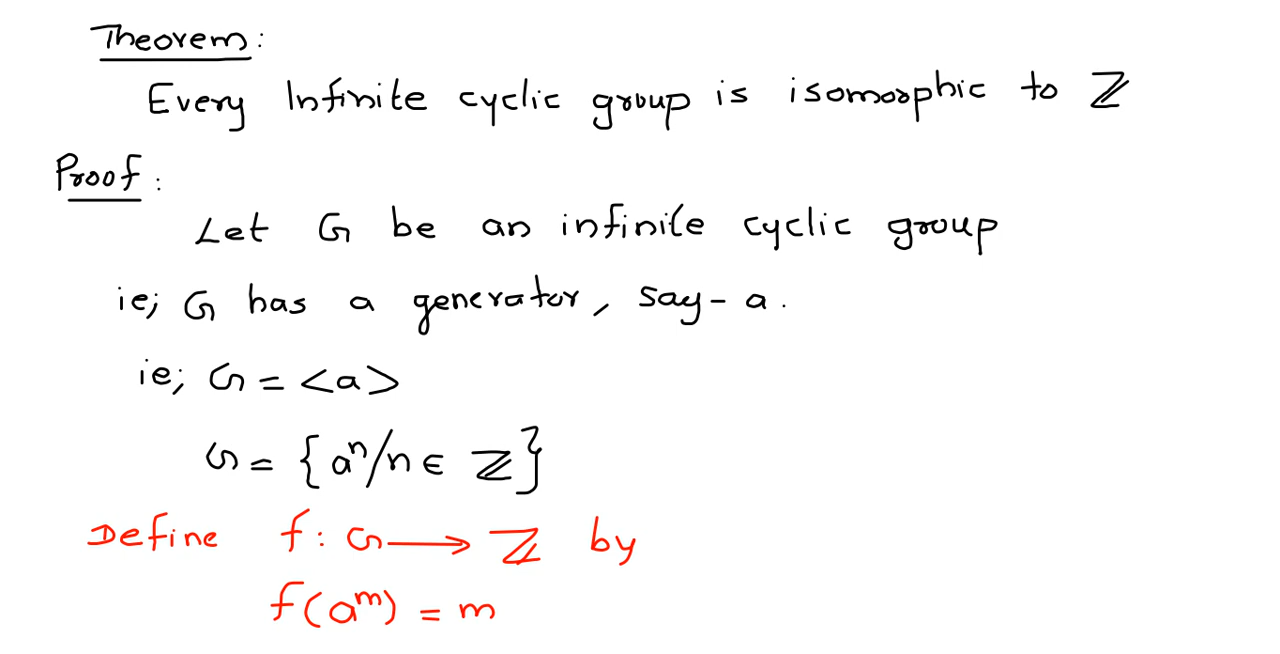 Theorem:
Every Infinite cyclic group is isomorphic to ℤ
Proof:
Let G be an infinite cyclic group
ie; G has a generator, say - a.
ie; G = <a>
G = {aⁿ/n ∈ ℤ}
Define f: G ⟶ ℤ by
f(aᵐ) = m